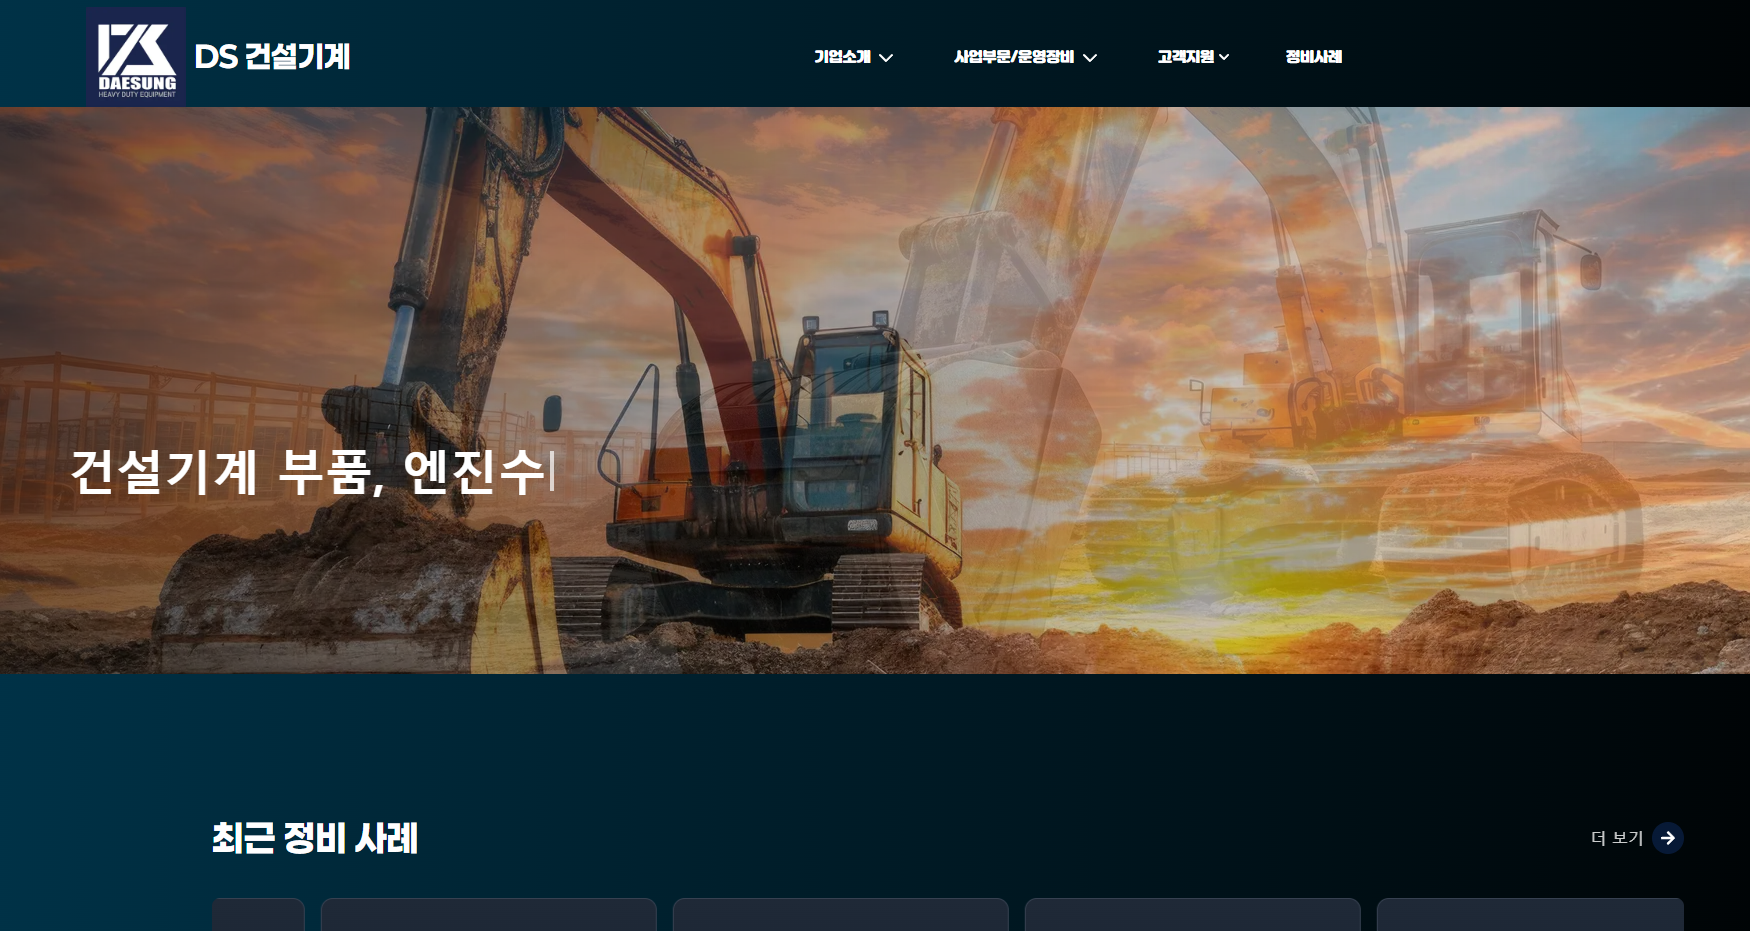 DAESUNG
HEAVY DUTY EQUIPMENT
DS 건설기계
기업소개
사업부문/운영장비
고객지원
정비사례
건설기계 부품, 엔진수
최근 정비 사례
더 보기